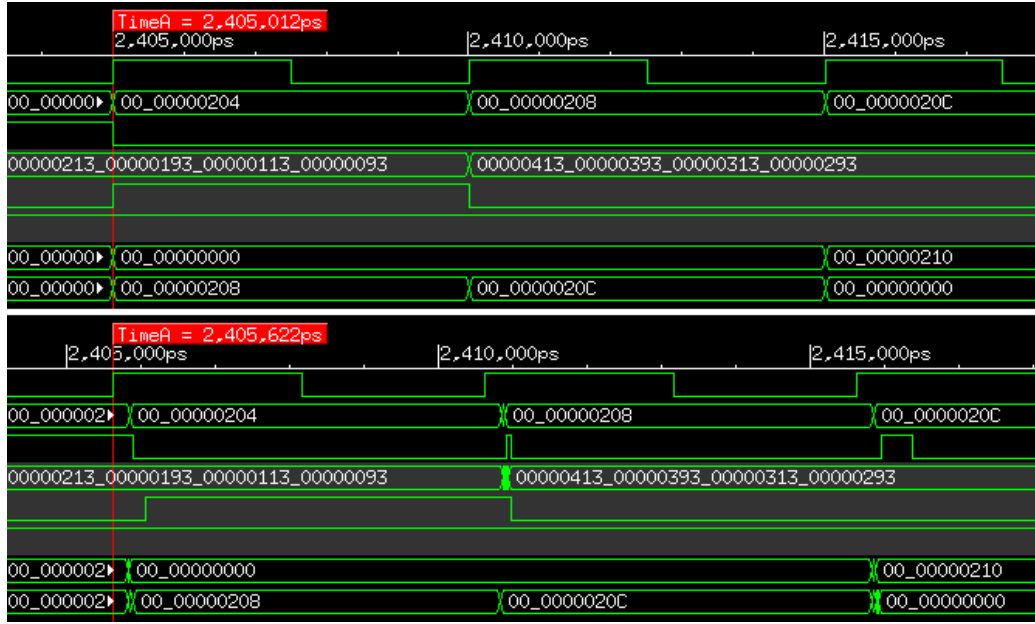 TimeA = 2,405,012ps
2,405,000ps 2,410,000ps 2,415,000ps
00_00000 00_00000204 00_00000208 00_0000020C
00000213_00000193_00000113_00000093 00000413_00000393_00000313_00000293
00_00000 00_00000000 00_00000210
00_00000 00_00000208 00_0000020C 00_00000000
TimeA = 2,405,622ps
2,405,000ps 2,410,000ps 2,415,000ps
00_000002 00_00000204 00_00000208 00_0000020C
00000213_00000193_00000113_00000093 00000413_00000393_00000313_00000293
00_000002 00_00000000 00_00000210
00_000002 00_00000208 00_0000020C 00_00000000